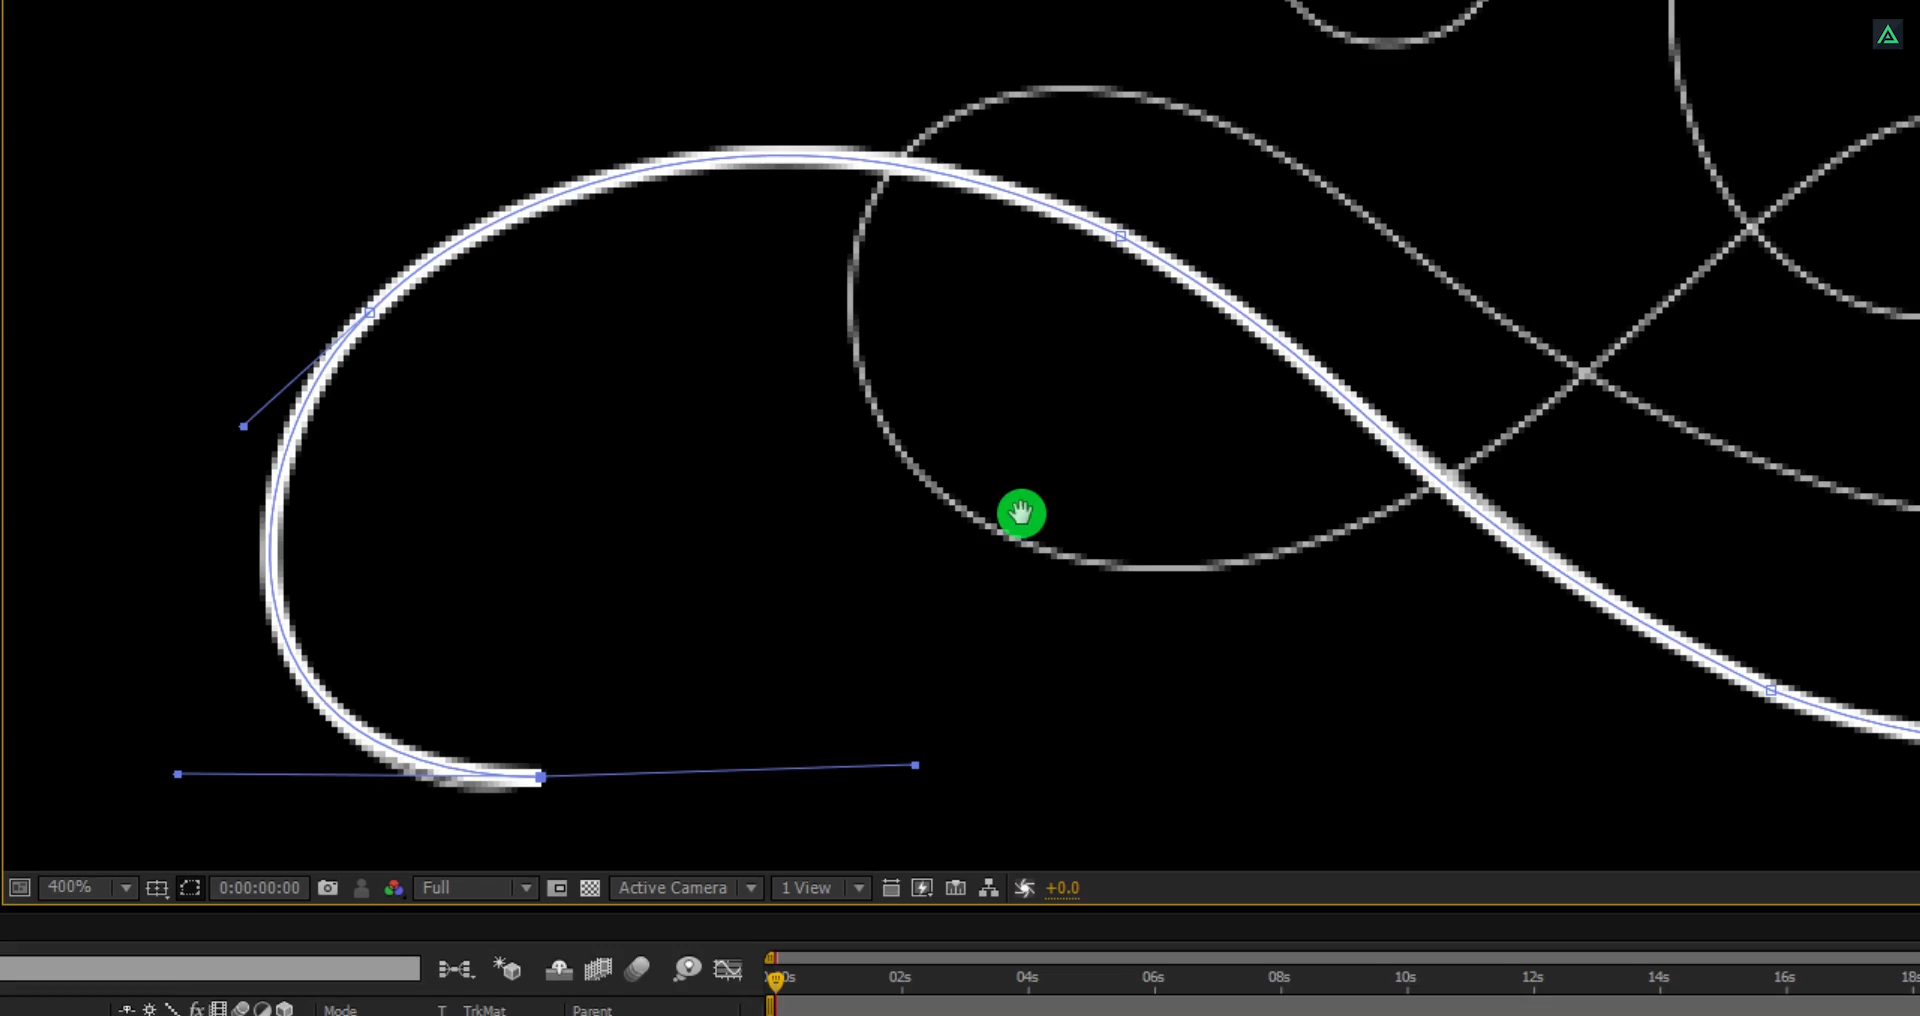 400%
0:00:00:00
Full
Active Camera
1 View
+0.0
02s 04s 06s 08s 10s 12s 14s 16s
Mode T TrkMat Parent